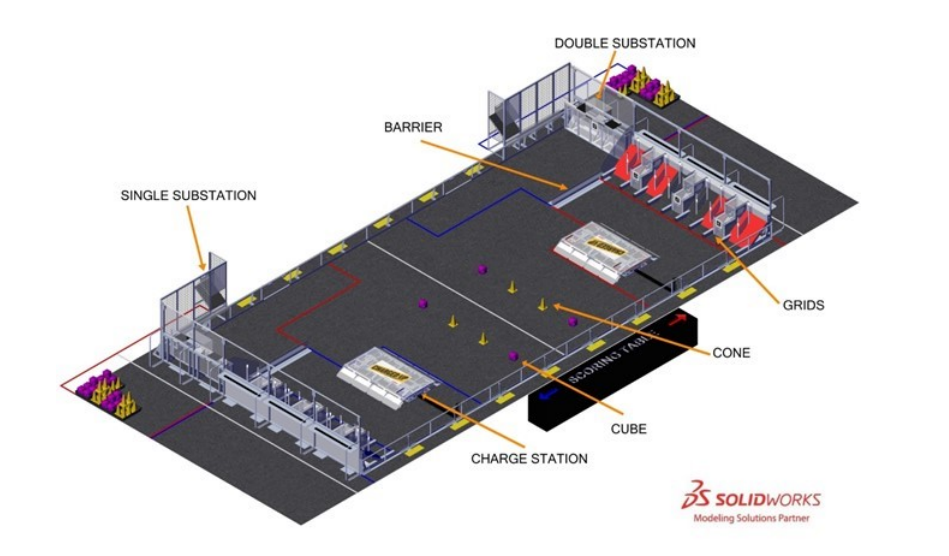 DOUBLE SUBSTATION
BARRIER
SINGLE SUBSTATION
GRIDS
SCORING TABLE
CONE
CUBE
CHARGE STATION
SOLIDWORKS
Modeling Solutions Partner